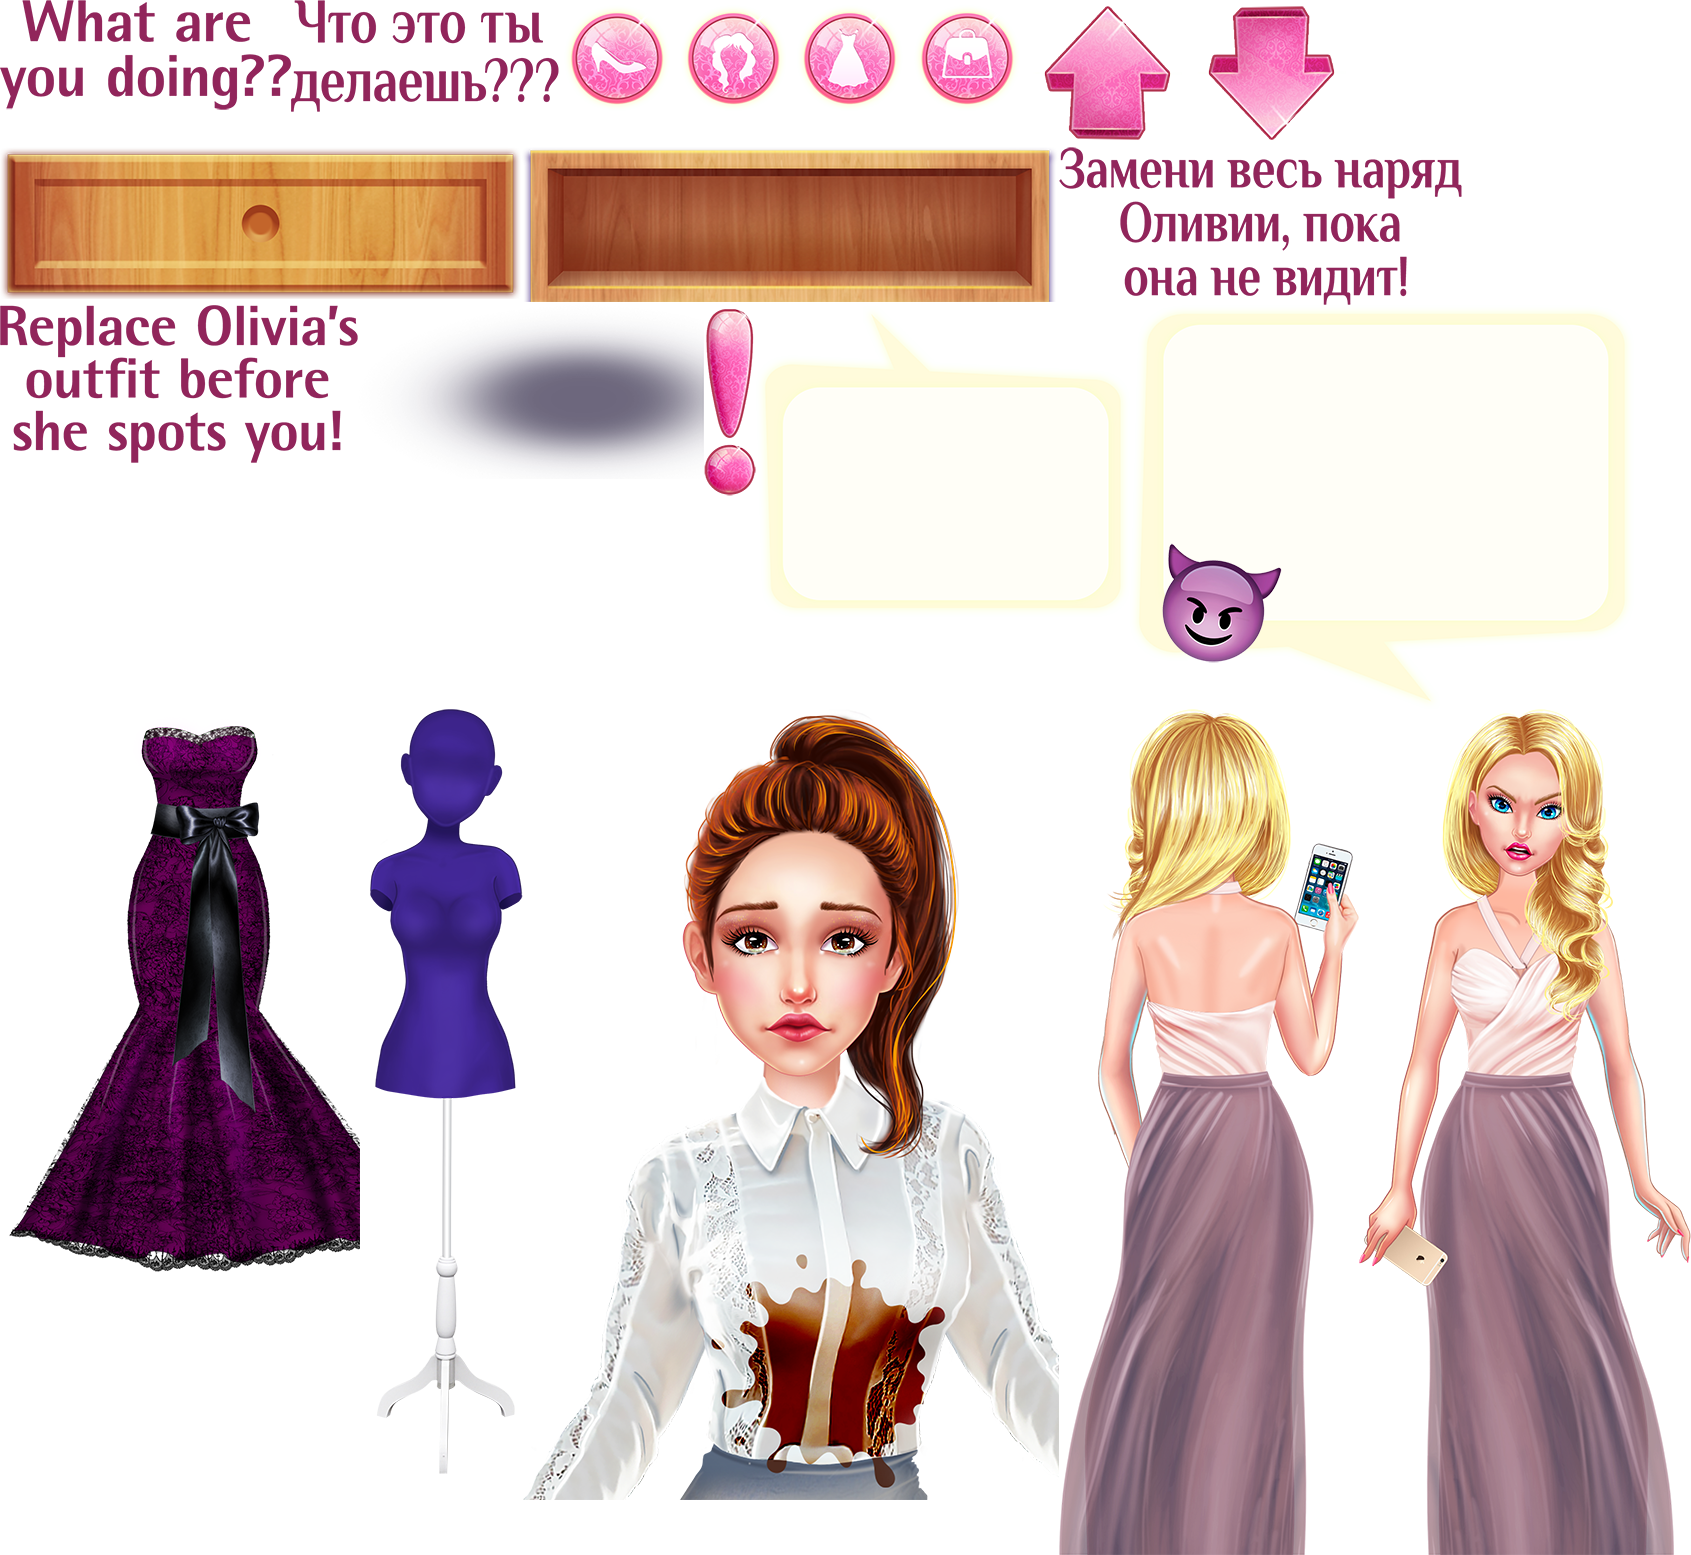 What are
you doing??
Что это ты
делаешь???
Замени весь наряд
Оливии, пока
она не видит!
Replace Olivia's
outfit before
she spots you!